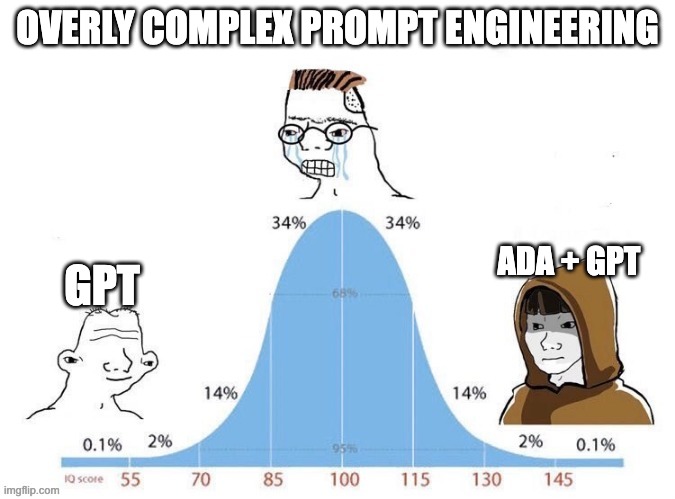 OVERLY COMPLEX PROMPT ENGINEERING
34% 34%
ADA + GPT
GPT
68%
14% 14%
0.1% 2% 95% 2% 0.1%
IQ score 55 70 85 100 115 130 145
imgflip.com